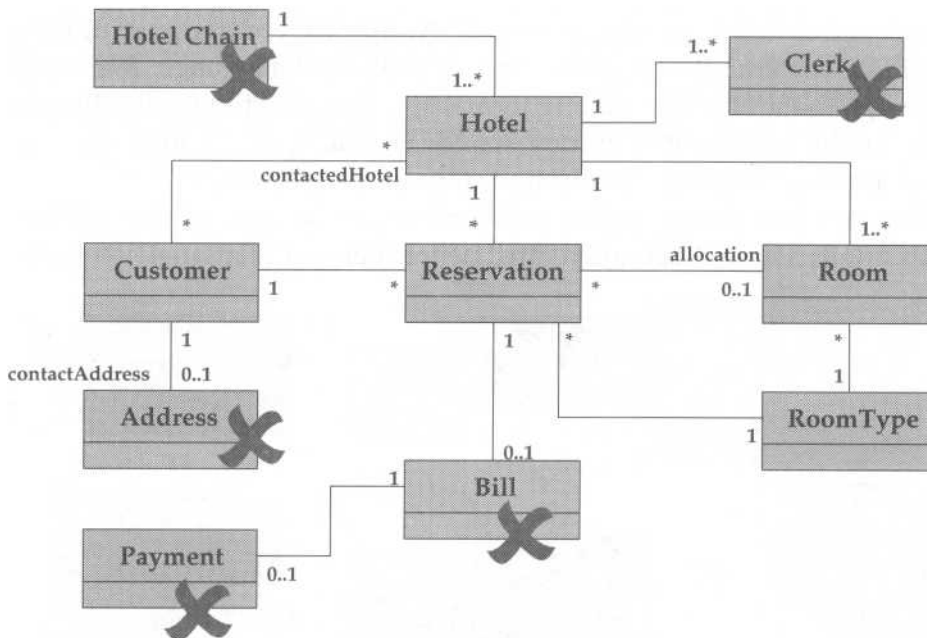 Hotel Chain
1
1..*
Clerk
1..*
Hotel
1
*
contactedHotel
1
1
*
*
1..*
Customer
Reservation
allocation
Room
1
*
*
0..1
1
1
*
*
contactAddress
0..1
1
Address
RoomType
1
0..1
1
Bill
Payment
0..1